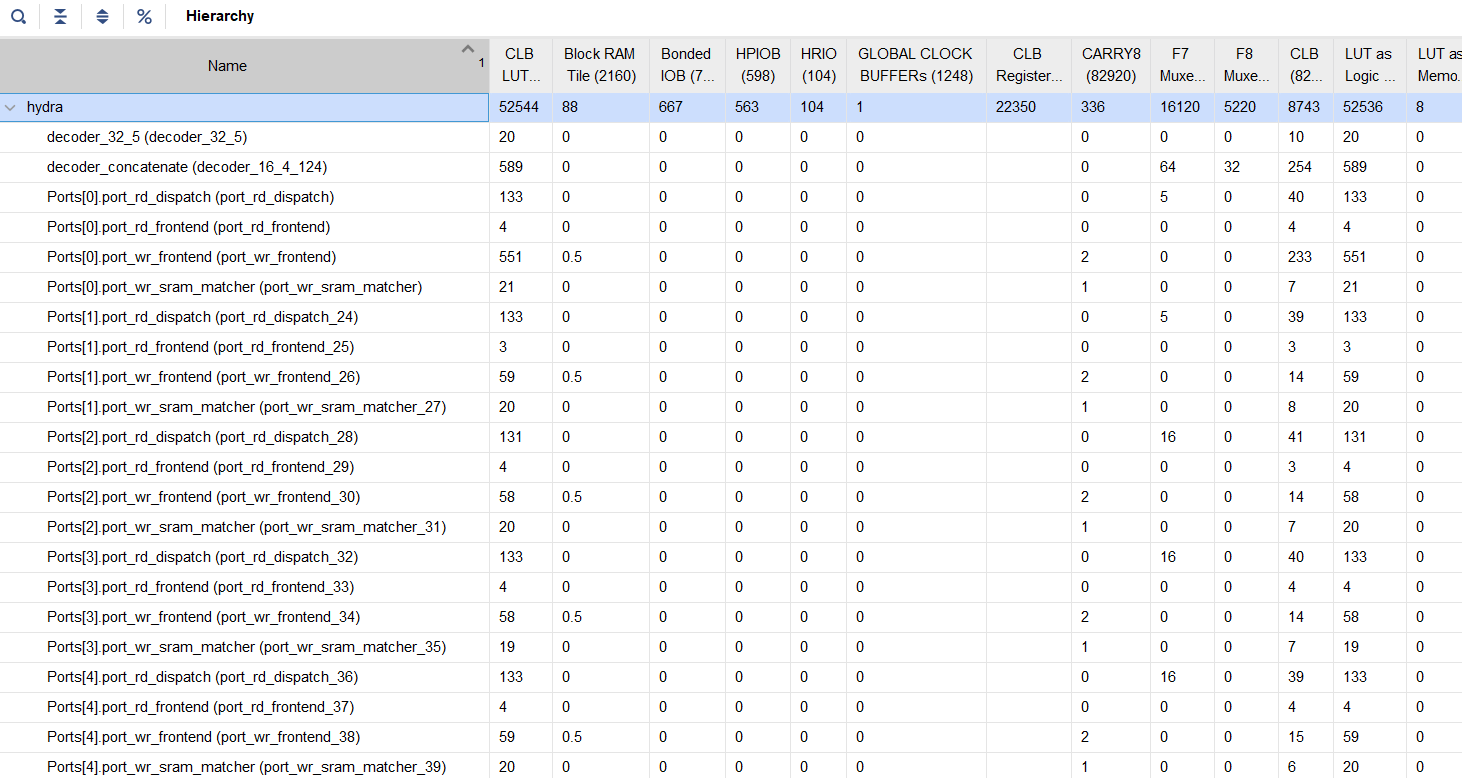 % Hierarchy
Name 1 CLB LUT... Block RAM Tile (2160) Bonded IOB (7... HPIOB (598) HRIO (104) GLOBAL CLOCK BUFFERs (1248) CLB Register... CARRY8 (82920) F7 Muxe... F8 Muxe... CLB (82... LUT as Logic ... LUT as Memo.
hydra 52544 88 667 563 104 1 22350 336 16120 5220 8743 52536 8
decoder_32_5 (decoder_32_5) 20 0 0 0 0 0 0 0 0 10 20 0
decoder_concatenate (decoder_16_4_124) 589 0 0 0 0 0 0 64 32 254 589 0
Ports[0].port_rd_dispatch (port_rd_dispatch) 133 0 0 0 0 0 0 5 0 40 133 0
Ports[0].port_rd_frontend (port_rd_frontend) 4 0 0 0 0 0 0 0 0 4 4 0
Ports[0].port_wr_frontend (port_wr_frontend) 551 0.5 0 0 0 0 2 0 0 233 551 0
Ports[0].port_wr_sram_matcher (port_wr_sram_matcher) 21 0 0 0 0 0 1 0 0 7 21 0
Ports[1].port_rd_dispatch (port_rd_dispatch_24) 133 0 0 0 0 0 0 5 0 39 133 0
Ports[1].port_rd_frontend (port_rd_frontend_25) 3 0 0 0 0 0 0 0 0 3 3 0
Ports[1].port_wr_frontend (port_wr_frontend_26) 59 0.5 0 0 0 0 2 0 0 14 59 0
Ports[1].port_wr_sram_matcher (port_wr_sram_matcher_27) 20 0 0 0 0 0 1 0 0 8 20 0
Ports[2].port_rd_dispatch (port_rd_dispatch_28) 131 0 0 0 0 0 0 16 0 41 131 0
Ports[2].port_rd_frontend (port_rd_frontend_29) 4 0 0 0 0 0 0 0 0 3 4 0
Ports[2].port_wr_frontend (port_wr_frontend_30) 58 0.5 0 0 0 0 2 0 0 14 58 0
Ports[2].port_wr_sram_matcher (port_wr_sram_matcher_31) 20 0 0 0 0 0 1 0 0 7 20 0
Ports[3].port_rd_dispatch (port_rd_dispatch_32) 133 0 0 0 0 0 0 16 0 40 133 0
Ports[3].port_rd_frontend (port_rd_frontend_33) 4 0 0 0 0 0 0 0 0 4 4 0
Ports[3].port_wr_frontend (port_wr_frontend_34) 58 0.5 0 0 0 0 2 0 0 14 58 0
Ports[3].port_wr_sram_matcher (port_wr_sram_matcher_35) 19 0 0 0 0 0 1 0 0 7 19 0
Ports[4].port_rd_dispatch (port_rd_dispatch_36) 133 0 0 0 0 0 0 16 0 39 133 0
Ports[4].port_rd_frontend (port_rd_frontend_37) 4 0 0 0 0 0 0 0 0 4 4 0
Ports[4].port_wr_frontend (port_wr_frontend_38) 59 0.5 0 0 0 0 2 0 0 15 59 0
Ports[4].port_wr_sram_matcher (port_wr_sram_matcher_39) 20 0 0 0 0 0 1 0 0 6 20 0